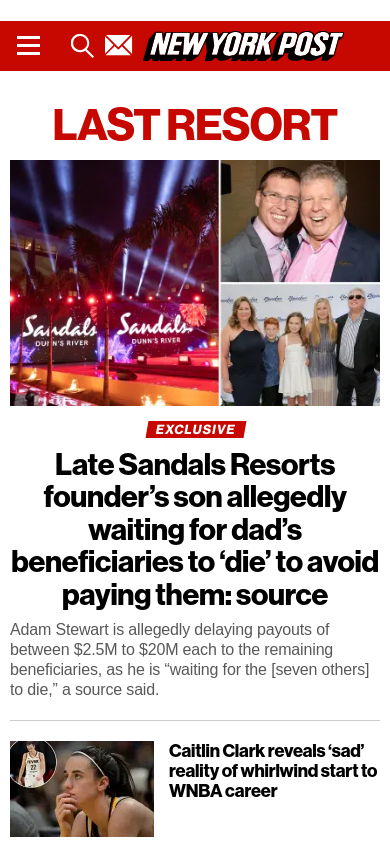 NEW YORK POST
LAST RESORT
Sandals
DUNN'S RIVER
Sandals
DUNN'S RIVER
EXCLUSIVE
Late Sandals Resorts
founder’s son allegedly
waiting for dad’s
beneficiaries to ‘die’ to avoid
paying them: source
Adam Stewart is allegedly delaying payouts of
between $2.5M to $20M each to the remaining
beneficiaries, as he is “waiting for the [seven others]
to die,” a source said.
22
Caitlin Clark reveals ‘sad’
reality of whirlwind start to
WNBA career